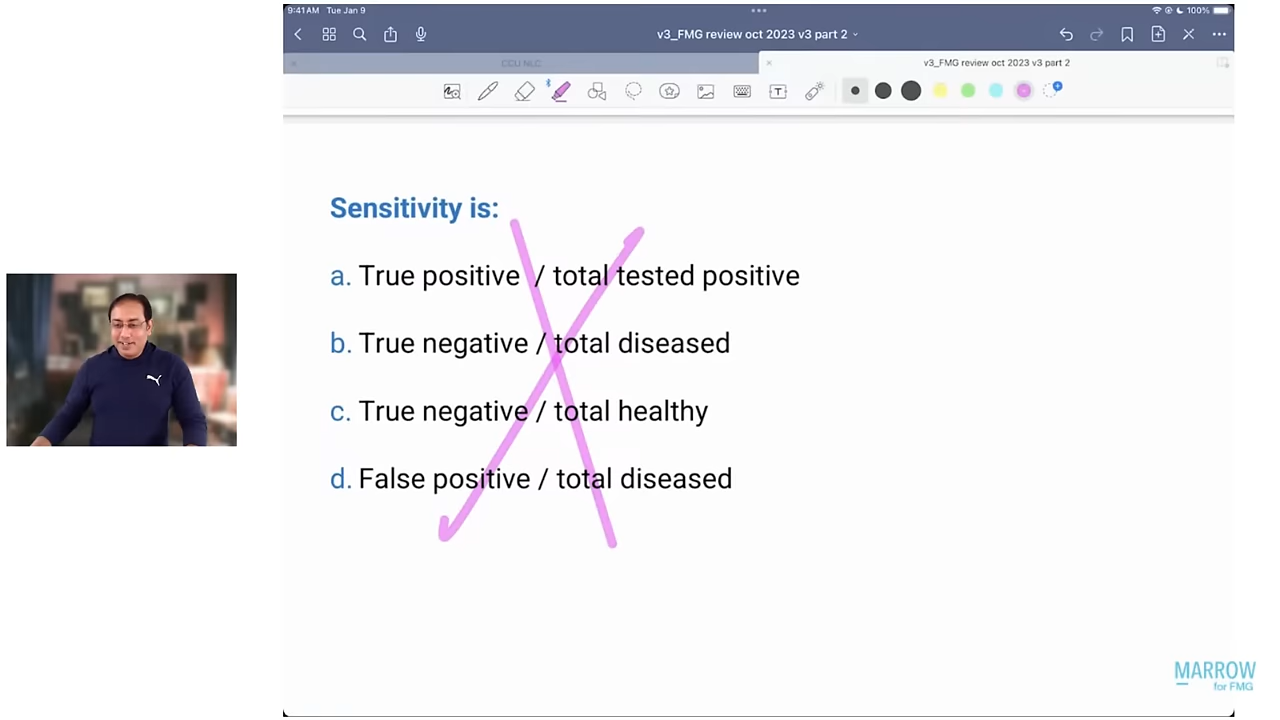 9:41 AM Tue Jan 9
100%
v3_FMG review oct 2023 v3 part 2
CCU NLC
v3_FMG review oct 2023 v3 part 2
T
Sensitivity is:
a. True positive / total tested positive
b. True negative / total diseased
c. True negative / total healthy
d. False positive / total diseased
MARROW
for FMG